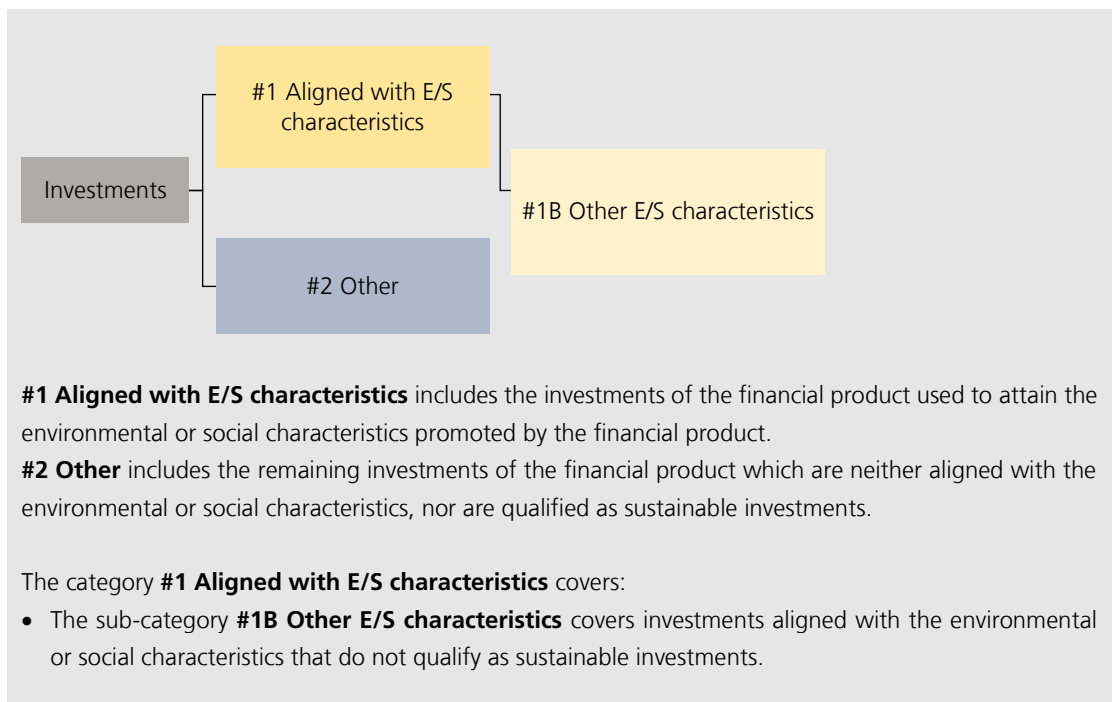 #1 Aligned with E/S
characteristics
Investments
#1B Other E/S characteristics
#2 Other
#1 Aligned with E/S characteristics includes the investments of the financial product used to attain the
environmental or social characteristics promoted by the financial product.
#2 Other includes the remaining investments of the financial product which are neither aligned with the
environmental or social characteristics, nor are qualified as sustainable investments.
The category #1 Aligned with E/S characteristics covers:
• The sub-category #1B Other E/S characteristics covers investments aligned with the environmental
or social characteristics that do not qualify as sustainable investments.